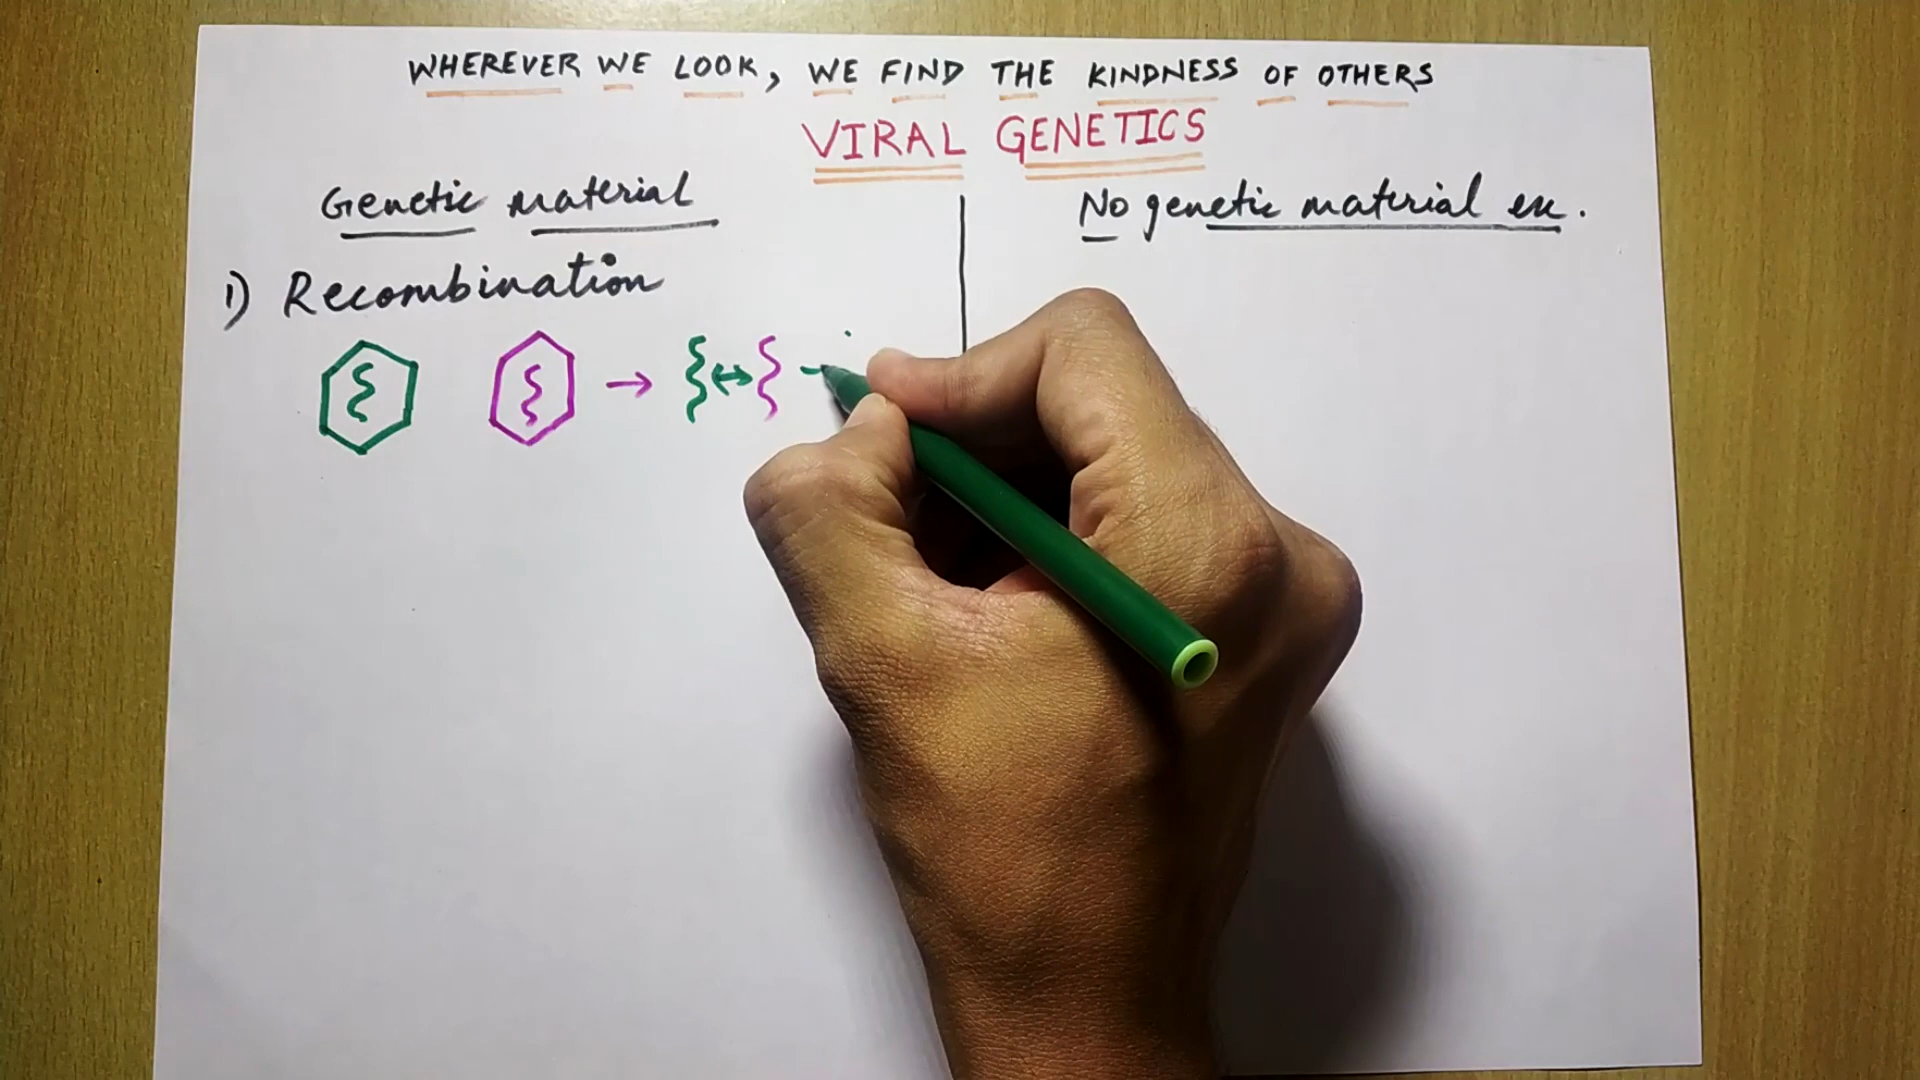 WHEREVER WE LOOK, WE FIND THE KINDNESS OF OTHERS
VIRAL GENETICS
Genetic material
No genetic material ex.
1) Recombination